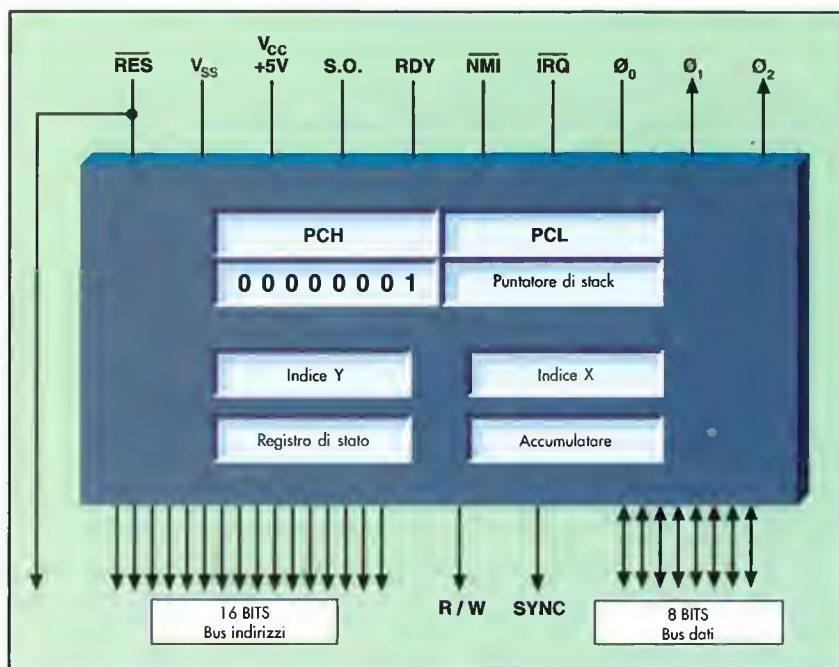 RES VSS VCC +5V S.O. RDY NMI IRQ Ø0 Ø1 Ø2
PCH PCL
0 0 0 0 0 0 0 1 Puntatore di stack
Indice Y Indice X
Registro di stato Accumulatare
16 BITS
Bus indirizzi
R / W SYNC
8 BITS
Bus dati